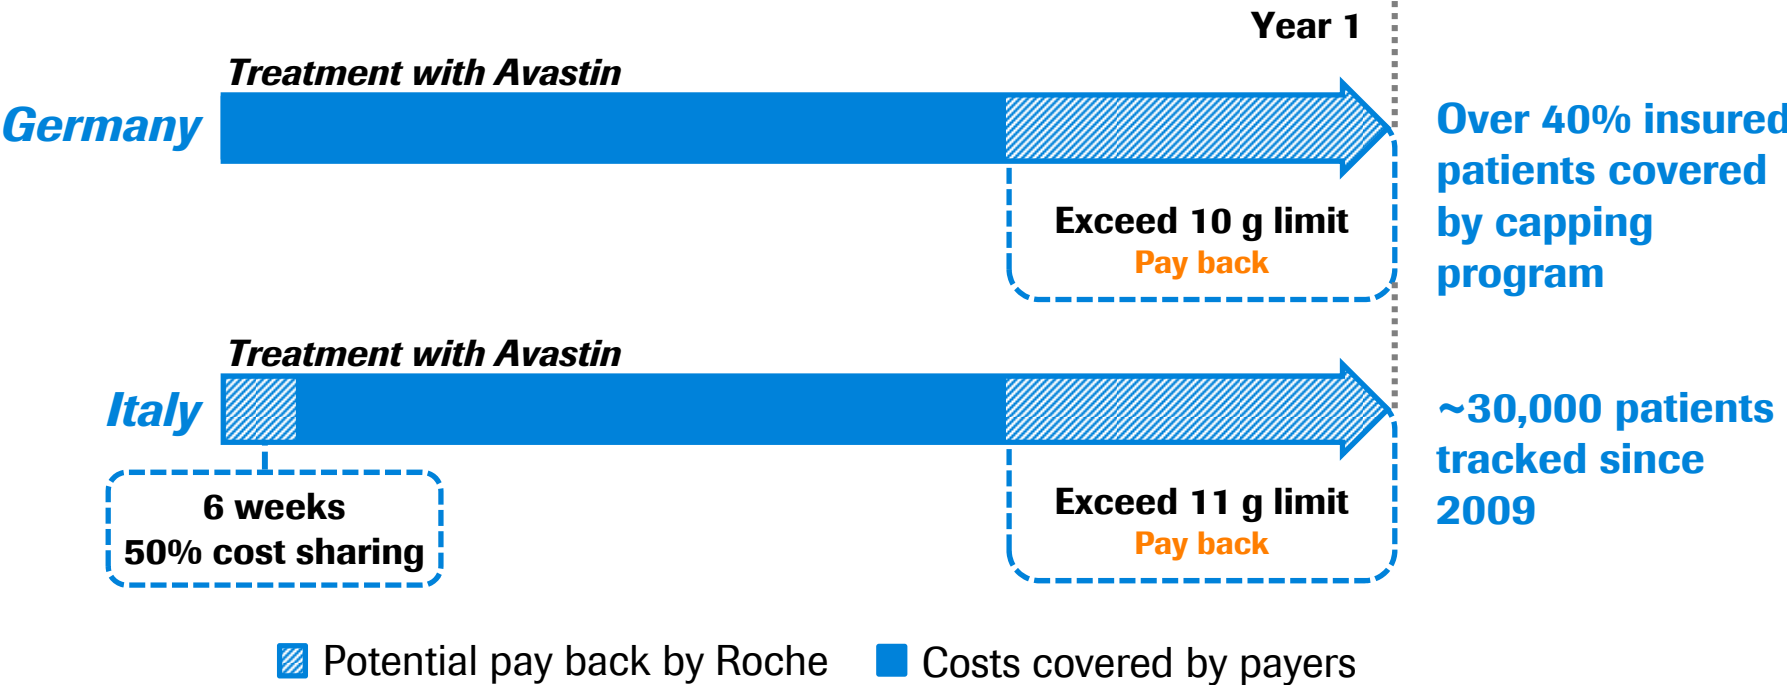 Year 1
Treatment with Avastin
Germany
Over 40% insured
patients covered
by capping
program
Exceed 10 g limit
Pay back
Treatment with Avastin
Italy
~30,000 patients
tracked since
2009
6 weeks
50% cost sharing
Exceed 11 g limit
Pay back
Potential pay back by Roche
Costs covered by payers